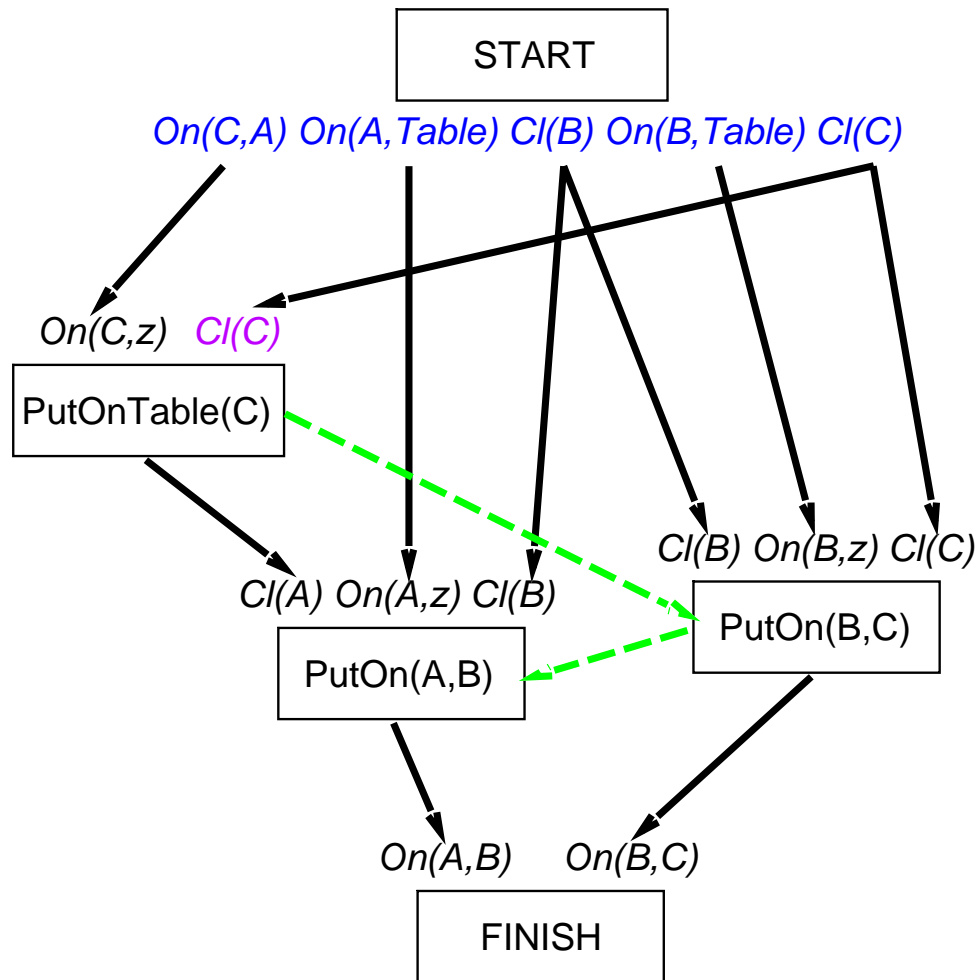 START
On(C,A) On(A,Table) Cl(B) On(B,Table) Cl(C)
On(C,z) Cl(C)
PutOnTable(C)
Cl(B) On(B,z) Cl(C)
Cl(A) On(A,z) Cl(B)
PutOn(B,C)
PutOn(A,B)
On(A,B) On(B,C)
FINISH